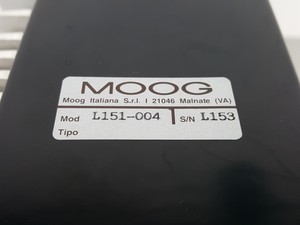 MOOG
Moog Italiana S.r.l. I 21046 Malnate (VA)
Mod L151-004 S/N L153
Tipo